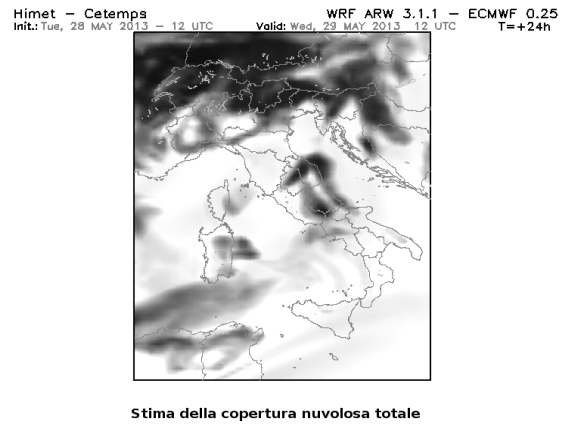 Himet – Cetemps WRF ARW 3.1.1 – ECMWF 0.25
Init.: Tue, 28 MAY 2013 – 12 UTC Valid: Wed, 29 MAY 2013 12 UTC T=+24h
Stima della copertura nuvolosa totale